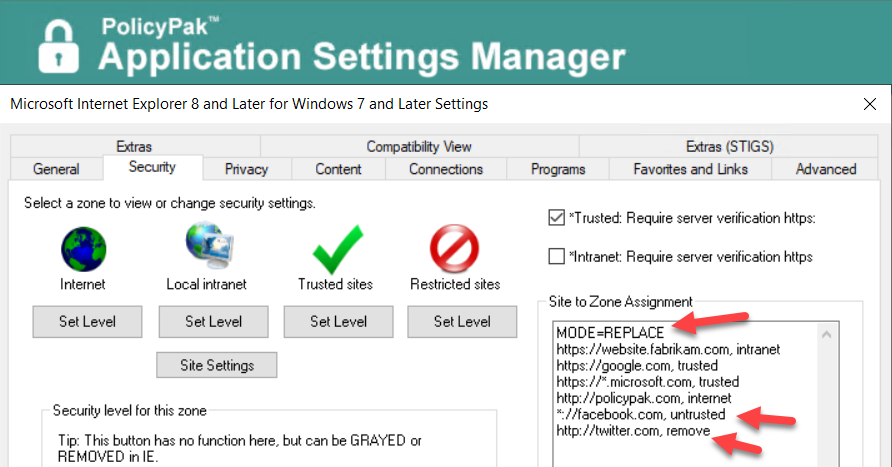 PolicyPak™
Application Settings Manager
Microsoft Internet Explorer 8 and Later for Windows 7 and Later Settings
Extras Compatibility View Extras (STIGS)
General Security Privacy Content Connections Programs Favorites and Links Advanced
Select a zone to view or change security settings.
*Trusted: Require server verification https:
*Intranet: Require server verification https
Internet Local intranet Trusted sites Restricted sites
Set Level Set Level Set Level Set Level
Site Settings
Site to Zone Assignment
MODE=REPLACE
https://website.fabrikam.com, intranet
https://google.com, trusted
https://*.microsoft.com, trusted
http://policypak.com, internet
*://facebook.com, untrusted
http://twitter.com, remove
Security level for this zone
Tip: This button has no function here, but can be GRAYED or
REMOVED in IE.